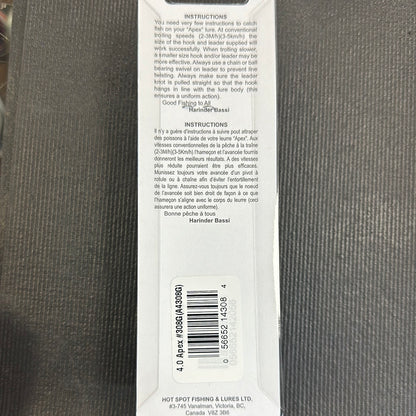 INSTRUCTIONS
You need very few instructions to catch
fish on your "Apex" lure. At conventional
trolling speeds (2-3M/h)(3-5km/h) the
size of the hook and leader supplied will
work successfully. When trolling slower,
a smaller size hook and/or leader may be
more effective. Always use a chain or ball
bearing swivel on leader to prevent line
twisting. Always make sure the leader
knot is pulled straight so that the hook
hangs in line with the lure body (this
ensures a uniform action).
Good Fishing to All,
Harinder Bassi
INSTRUCTIONS
Il n'y a guère d'instructions à suivre pout attraper
des poissons à l'aide de votre leurre "Apex". Aux
vitesses conventionnelles de la pêche à la traîne
(2-3M/h)(3-5Km/h) l'hameçon et l'avancée fournis
donneront les meilleurs résultats. A des vitesses
plus réduite pourraient être plus efficaces.
Munissez toujours votre avancée d'un pivot à
rotule ou à chaîne afin d'éviter l'entortillement
de la ligne. Assurez-vous toujours que le noeud
de l'avancée soit bien droit de façon à ce que
l'hameçon s'aligne avec le corps du leurre (ceci
assurera une action uniforme).
Bonne pêche à tous
Harinder Bassi
4.0 Apex #308G(A4308G)
0 56652 14308 4
HOT SPOT FISHING & LURES LTD.
#3-745 Vanalman, Victoria, BC,
Canada V8Z 3B6